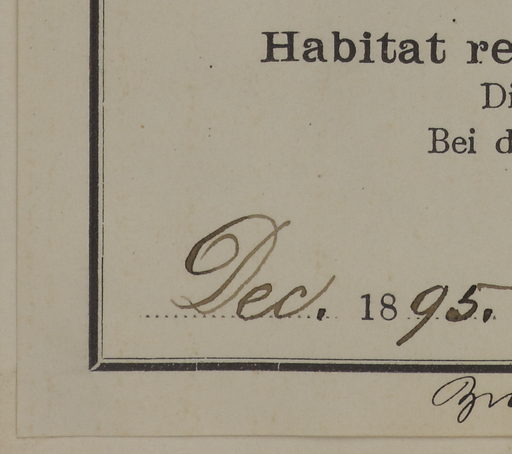 Habitat re
Di
Bei d
Dec. 1895.